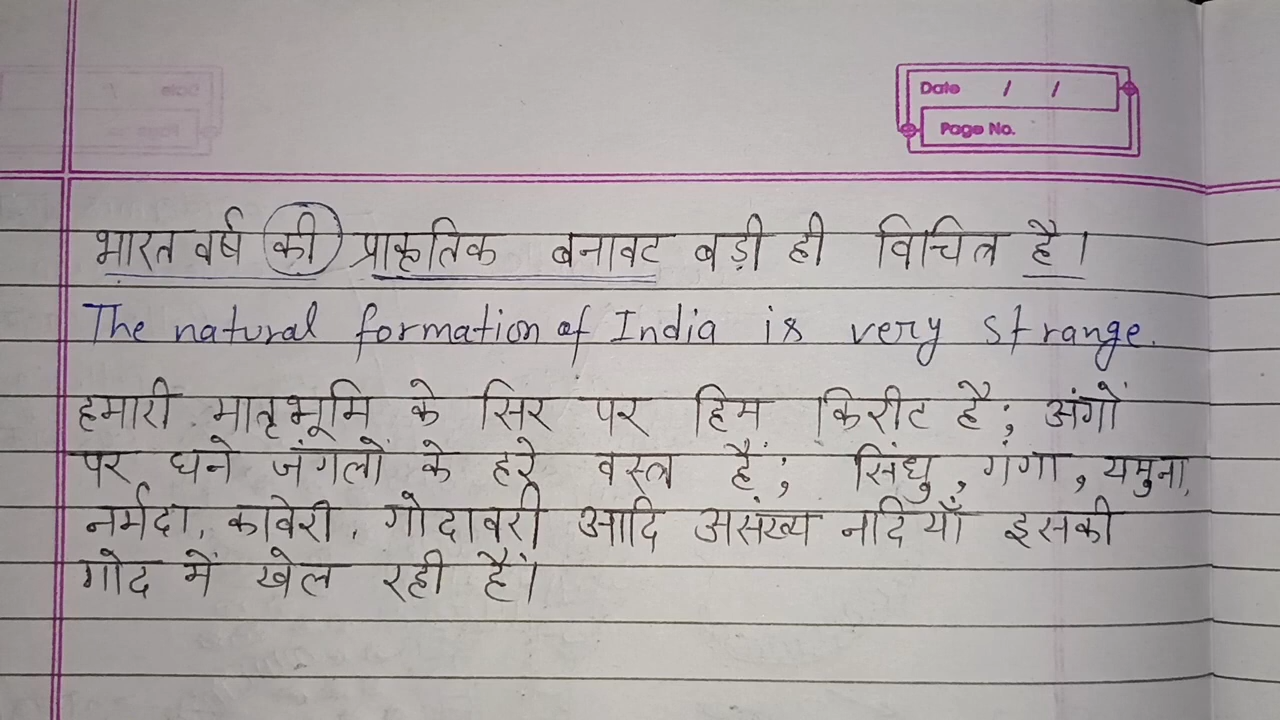 Date / /
Page No.
भारत वर्ष की प्राकृतिक बनावट बड़ी ही विचित्र है।
The natural formation of India is very strange.
हमारी मातृभूमि के सिर पर हिम किरीट है; अंगों
पर घने जंगलों के हरे वस्त्र हैं; सिंधु, गंगा, यमुना,
नर्मदा, कावेरी, गोदावरी आदि असंख्य नदियाँ इसकी
गोद में खेल रही हैं।